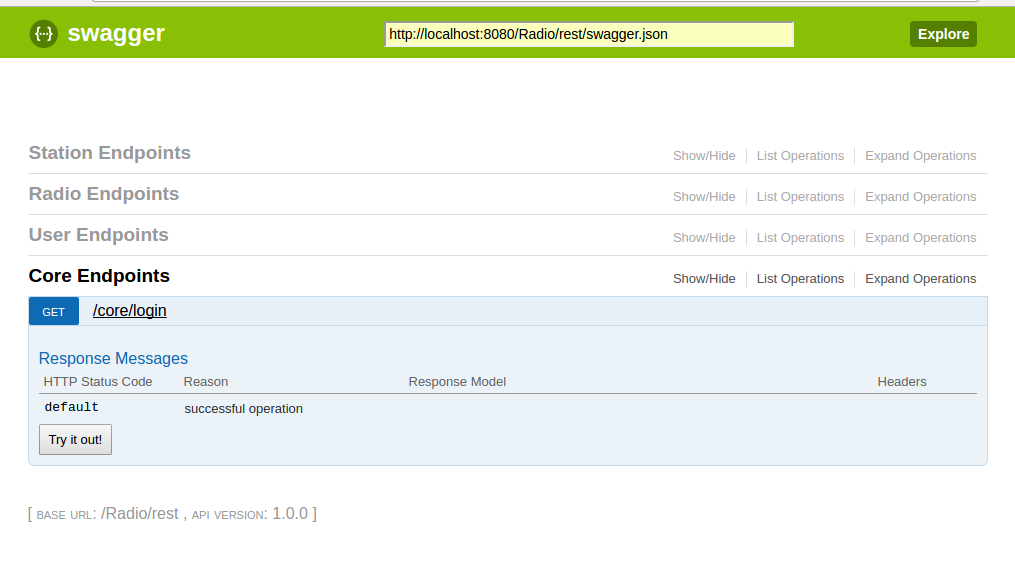 {··} swagger http://localhost:8080/Radio/rest/swagger.json Explore
Station Endpoints Show/Hide List Operations Expand Operations
Radio Endpoints Show/Hide List Operations Expand Operations
User Endpoints Show/Hide List Operations Expand Operations
Core Endpoints Show/Hide List Operations Expand Operations
GET /core/login
Response Messages
HTTP Status Code Reason Response Model Headers
default successful operation
Try it out!
[ BASE URL: /Radio/rest , API VERSION: 1.0.0 ]